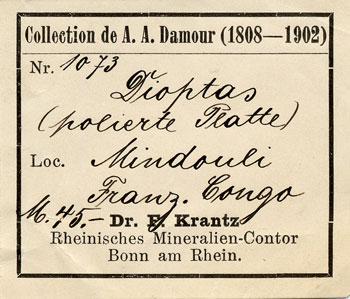 Collection de A. A. Damour (1808—1902)
Nr. 1073
Dioptas
(polierte Platte)
Loc. Mindouli
Franz. Congo
M. 45.– Dr. F. Krantz
Rheinisches Mineralien-Contor
Bonn am Rhein.